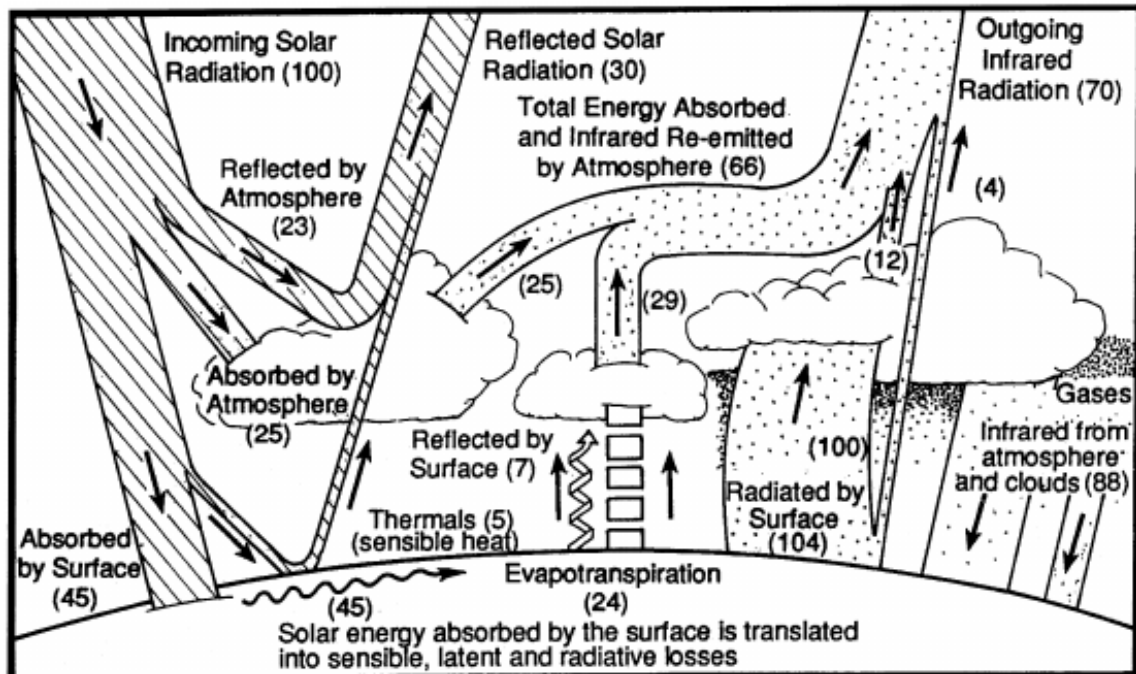 Incoming Solar
Radiation (100)
Reflected Solar
Radiation (30)
Outgoing
Infrared
Radiation (70)
Total Energy Absorbed
and Infrared Re-emitted
by Atmosphere (66)
Reflected by
Atmosphere
(23)
(4)
(12)
(25)
(29)
Absorbed by
Atmosphere
(25)
Gases
Reflected by
Surface (7)
(100)
Infrared from
atmosphere
and clouds (88)
Radiated by
Surface
(104)
Thermals (5)
(sensible heat)
Absorbed
by Surface
(45)
Evapotranspiration
(24)
(45)
Solar energy absorbed by the surface is translated
into sensible, latent and radiative losses